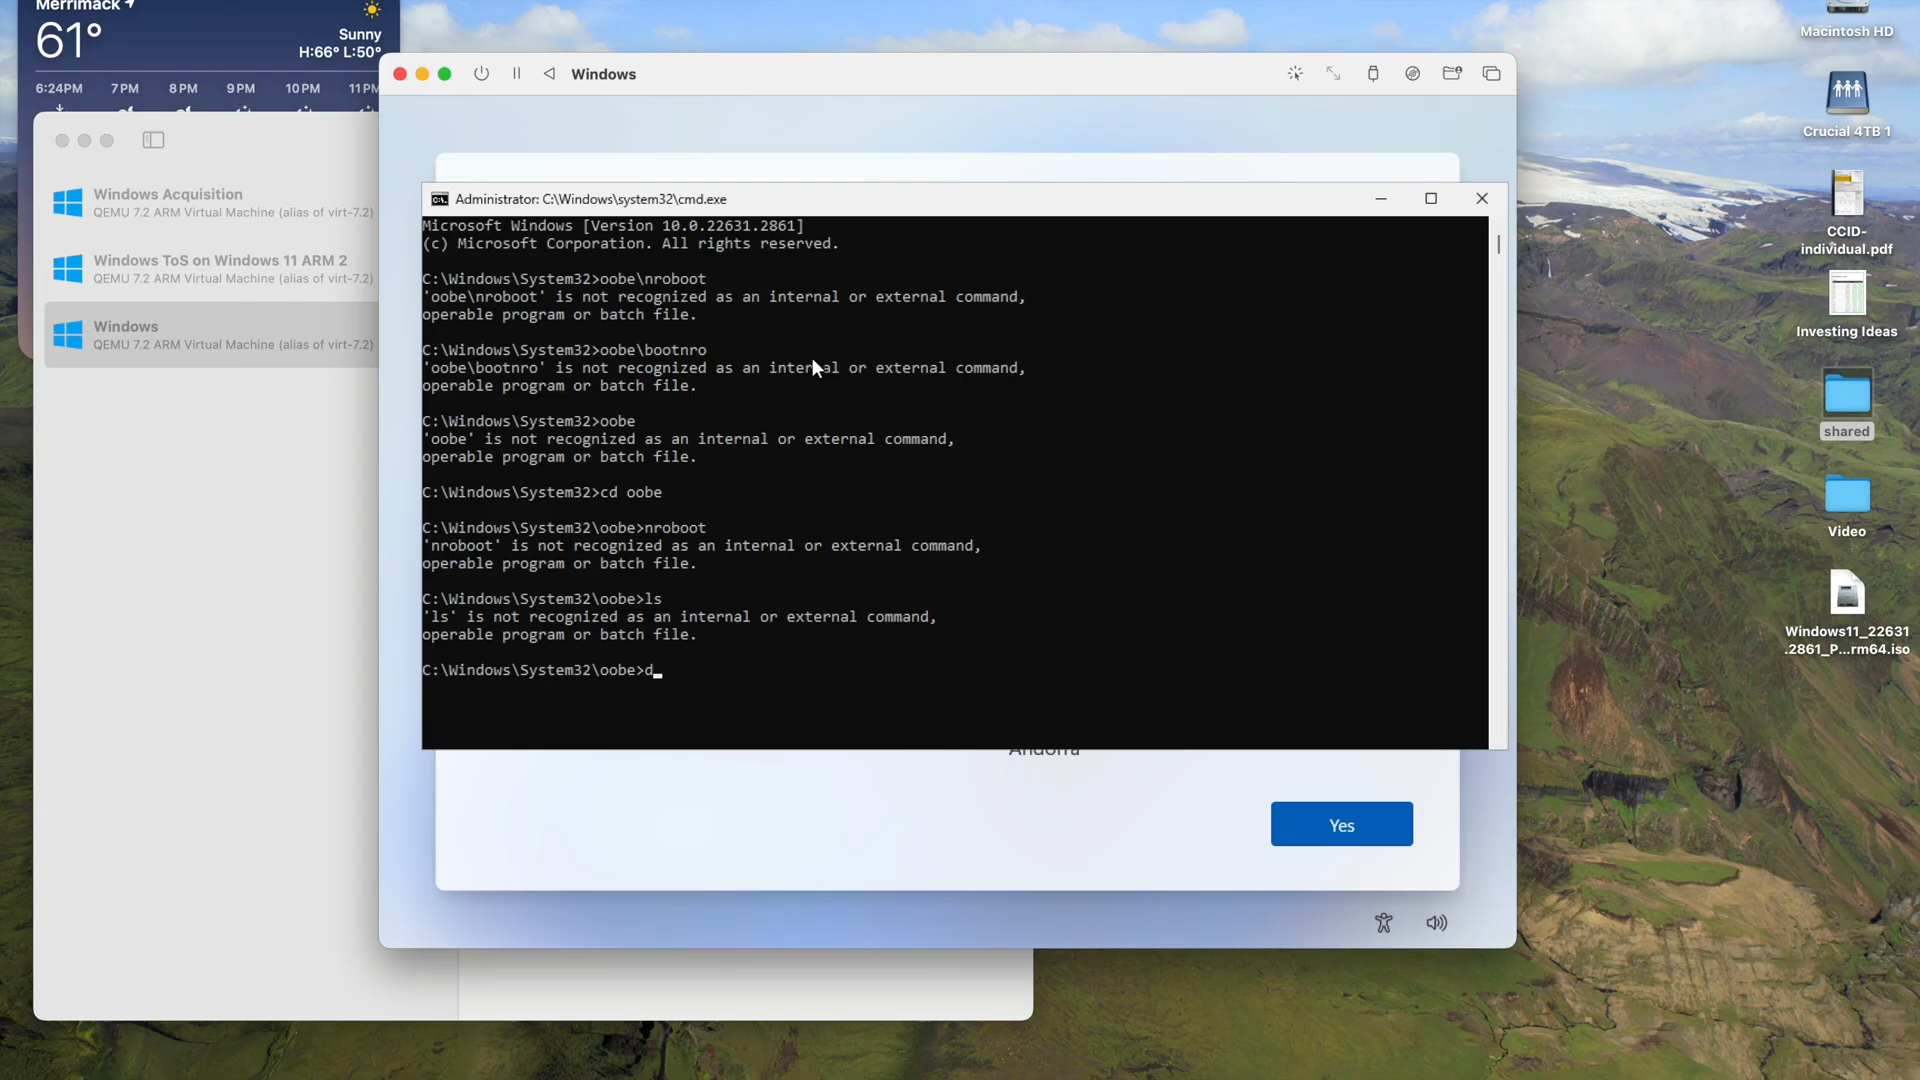 Merrimack
61°
Sunny
H:66° L:50°
6:24PM 7PM 8PM 9PM 10PM 11PM
Windows Acquisition
QEMU 7.2 ARM Virtual Machine (alias of virt-7.2)
Windows ToS on Windows 11 ARM 2
QEMU 7.2 ARM Virtual Machine (alias of virt-7.2)
Windows
QEMU 7.2 ARM Virtual Machine (alias of virt-7.2)
Windows
Administrator: C:\Windows\system32\cmd.exe
Microsoft Windows [Version 10.0.22631.2861]
(c) Microsoft Corporation. All rights reserved.
C:\Windows\System32>oobe\nroboot
'oobe\nroboot' is not recognized as an internal or external command,
operable program or batch file.
C:\Windows\System32>oobe\bootnro
'oobe\bootnro' is not recognized as an internal or external command,
operable program or batch file.
C:\Windows\System32>oobe
'oobe' is not recognized as an internal or external command,
operable program or batch file.
C:\Windows\System32>cd oobe
C:\Windows\System32\oobe>nroboot
'nroboot' is not recognized as an internal or external command,
operable program or batch file.
C:\Windows\System32\oobe>ls
'ls' is not recognized as an internal or external command,
operable program or batch file.
C:\Windows\System32\oobe>d
Andorra
Yes
Macintosh HD
Crucial 4TB 1
CCID-
individual.pdf
Investing Ideas
shared
Video
Windows11_22631
.2861_P...rm64.iso